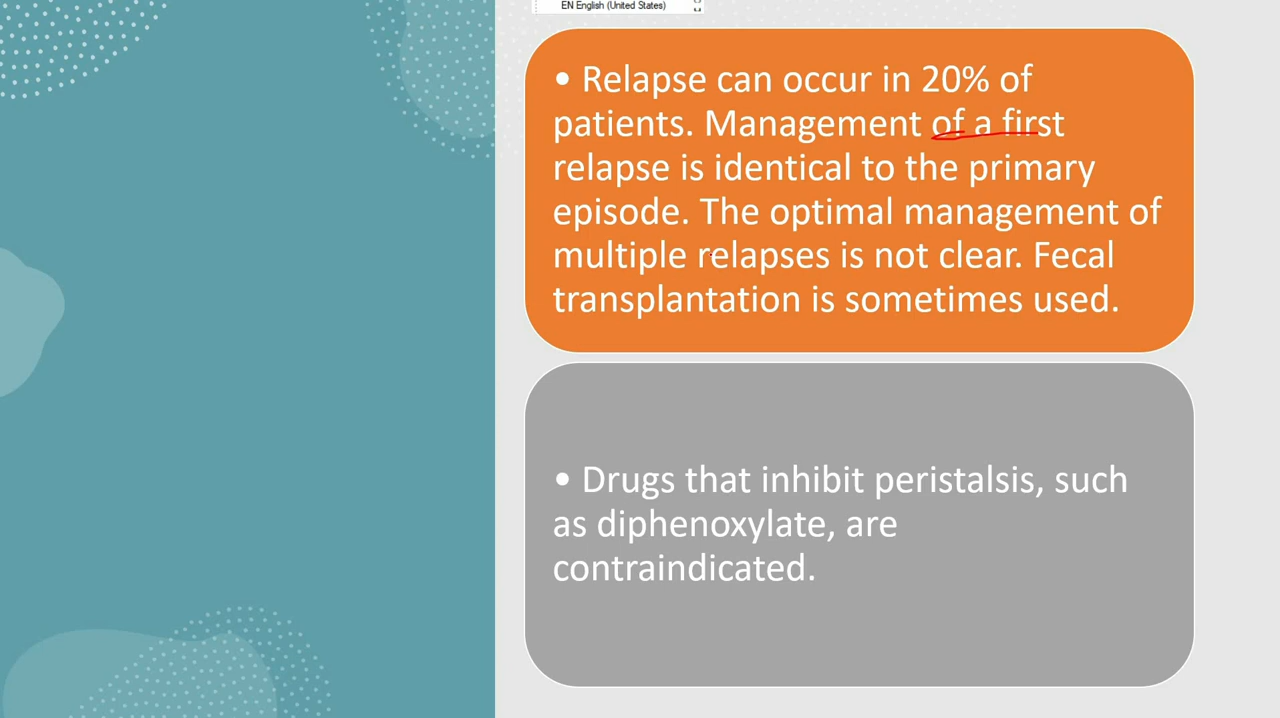 EN English (United States)
• Relapse can occur in 20% of
patients. Management of a first
relapse is identical to the primary
episode. The optimal management of
multiple relapses is not clear. Fecal
transplantation is sometimes used.
• Drugs that inhibit peristalsis, such
as diphenoxylate, are
contraindicated.